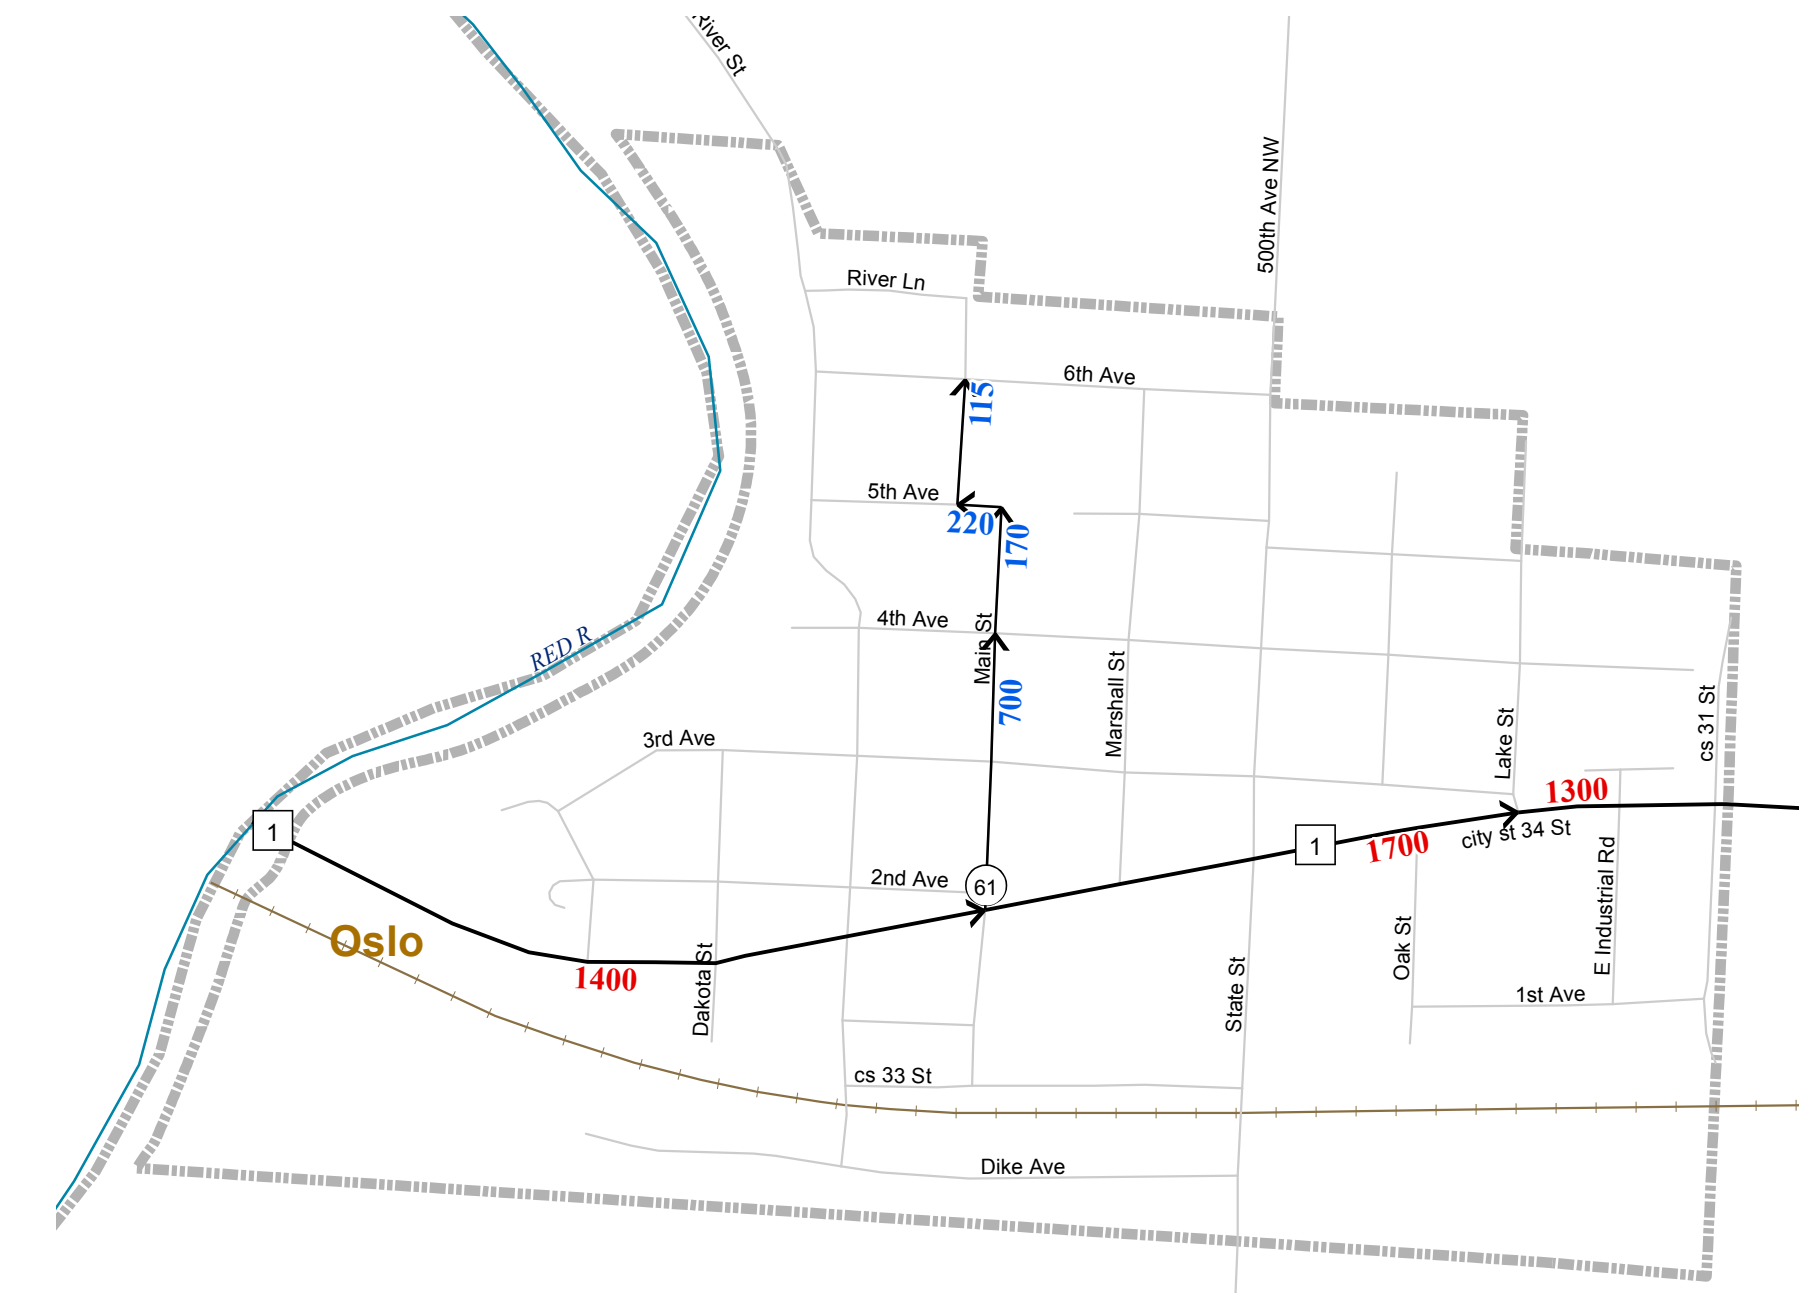 River St
500th Ave NW
River Ln
6th Ave
115
5th Ave
220
170
4th Ave
Main St
RED R
Marshall St
700
cs 31 St
Lake St
3rd Ave
1300
1
1
city st 34 St
1700
E Industrial Rd
2nd Ave
61
Oslo
Oak St
1400
Dakota St
State St
1st Ave
cs 33 St
Dike Ave